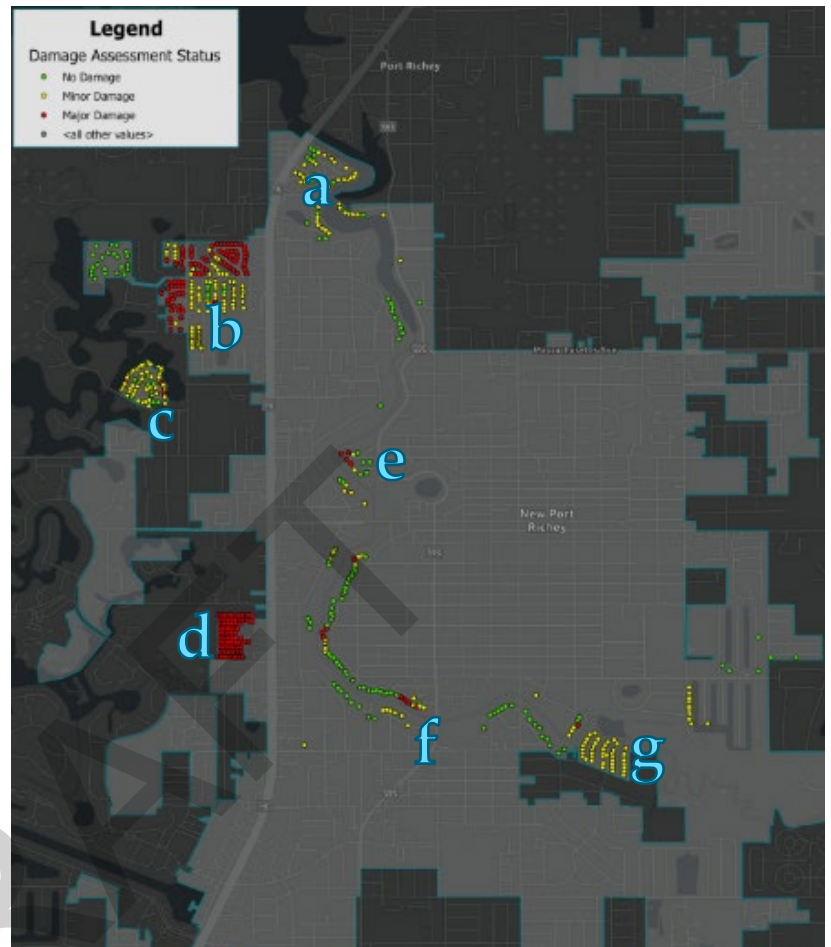 Legend
Damage Assessment Status
No Damage
Minor Damage
Major Damage
<all other values>
Port Richey
a
b
c
e
New Port
Richey
d
f
g